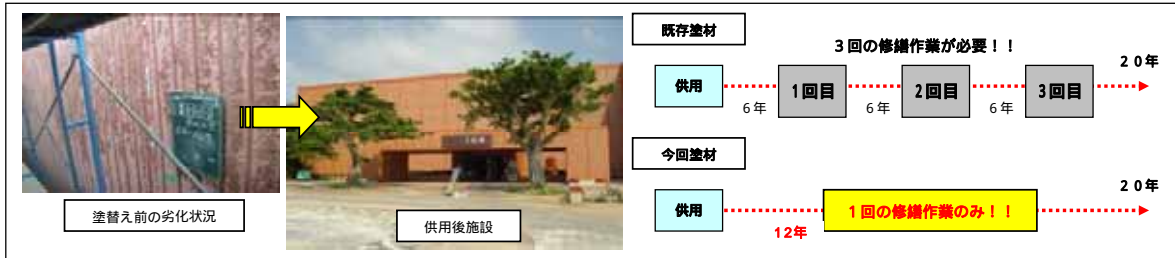 塗替え前の劣化状況
供用後施設
既存塗材
3回の修繕作業が必要!!
20年
供用
6年
1回目
6年
2回目
6年
3回目
今回塗材
20年
供用
12年
1回の修繕作業のみ!!